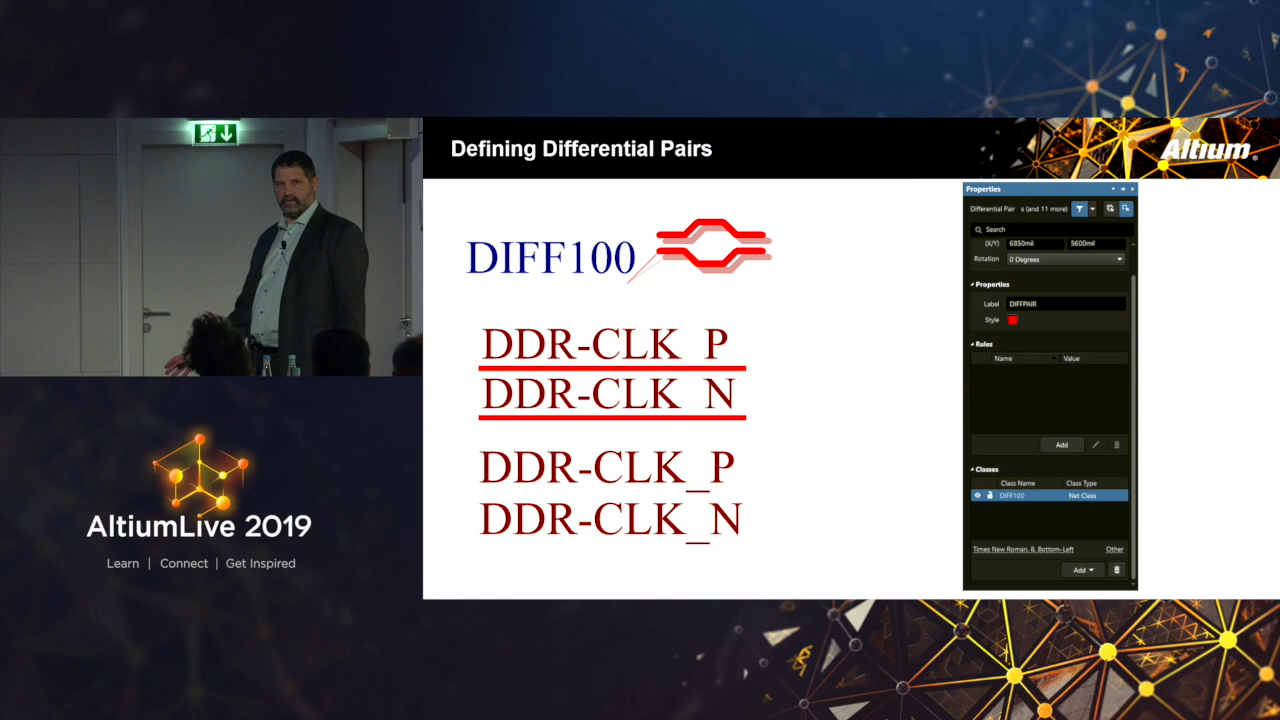 Defining Differential Pairs
Altium
DIFF100
DDR-CLK_P
DDR-CLK_N
DDR-CLK_P
DDR-CLK_N
Properties
Differential Pair s (and 11 more)
Search
(X/Y) 6850mil 5600mil
Rotation 0 Degrees
Properties
Label DIFFPAIR
Style
Rules
Name Value
Add
Classes
Class Name Class Type
DIFF100 Net Class
Times New Roman, 8, Bottom-Left Other
Add
AltiumLive 2019
Learn | Connect | Get Inspired